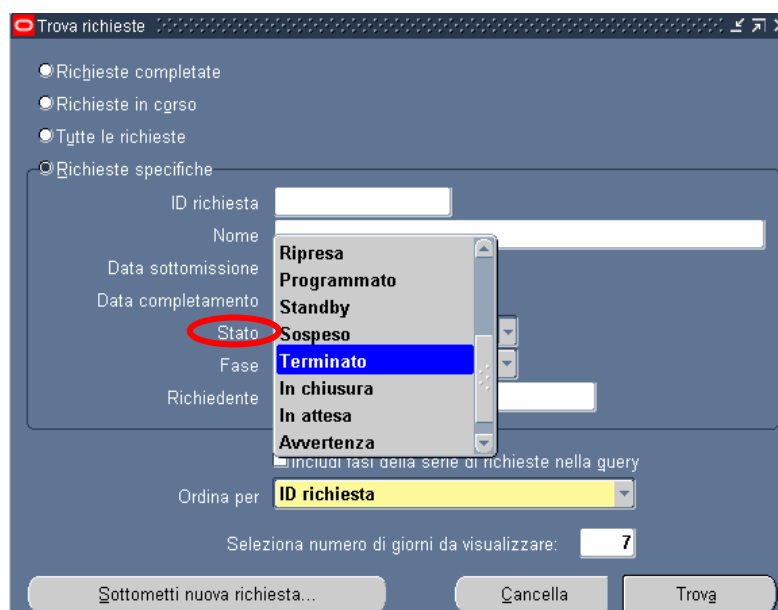 Trova richieste
Richieste completate
Richieste in corso
Tutte le richieste
Richieste specifiche
ID richiesta
Nome
Data sottomissione
Data completamento
Stato
Fase
Richiedente
Ripresa
Programmato
Standby
Sospeso
Terminato
In chiusura
In attesa
Avvertenza
Includi fasi della serie di richieste nella query
Ordina per ID richiesta
Seleziona numero di giorni da visualizzare: 7
Sottometti nuova richiesta... Cancella Trova